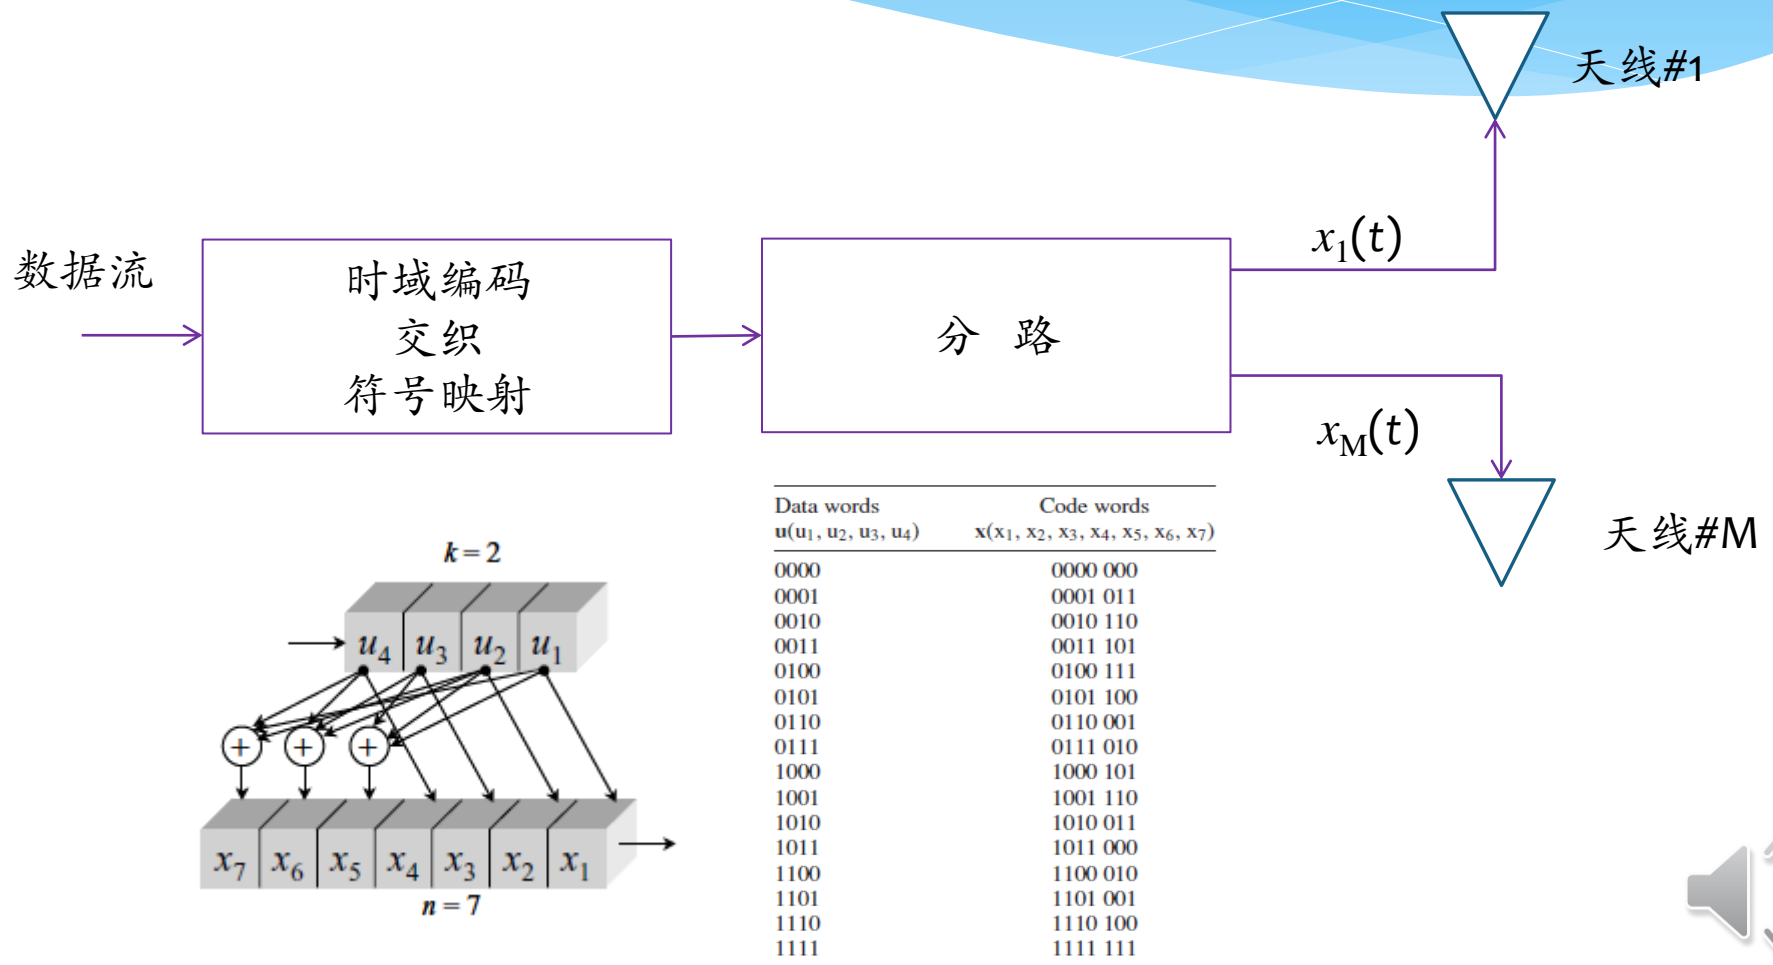 天线#1
x₁(t)
数据流
时域编码
交织
符号映射
分 路
x_M(t)
天线#M
k = 2
u₄ u₃ u₂ u₁
+ + +
x₇ x₆ x₅ x₄ x₃ x₂ x₁
n = 7
Data words Code words
u(u₁, u₂, u₃, u₄) x(x₁, x₂, x₃, x₄, x₅, x₆, x₇)
0000 0000 000
0001 0001 011
0010 0010 110
0011 0011 101
0100 0100 111
0101 0101 100
0110 0110 001
0111 0111 010
1000 1000 101
1001 1001 110
1010 1010 011
1011 1011 000
1100 1100 010
1101 1101 001
1110 1110 100
1111 1111 111